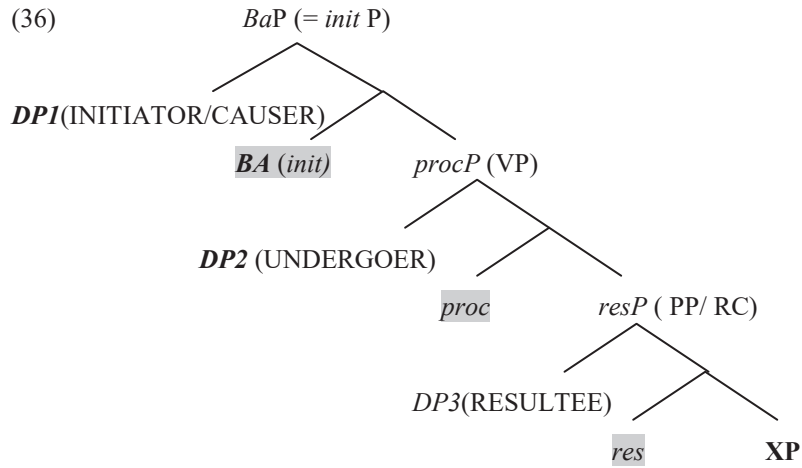 (36) BaP (= init P)
DP1(INITIATOR/CAUSER)
BA (init) procP (VP)
DP2 (UNDERGOER)
proc resP ( PP/ RC)
DP3(RESULTEE)
res XP